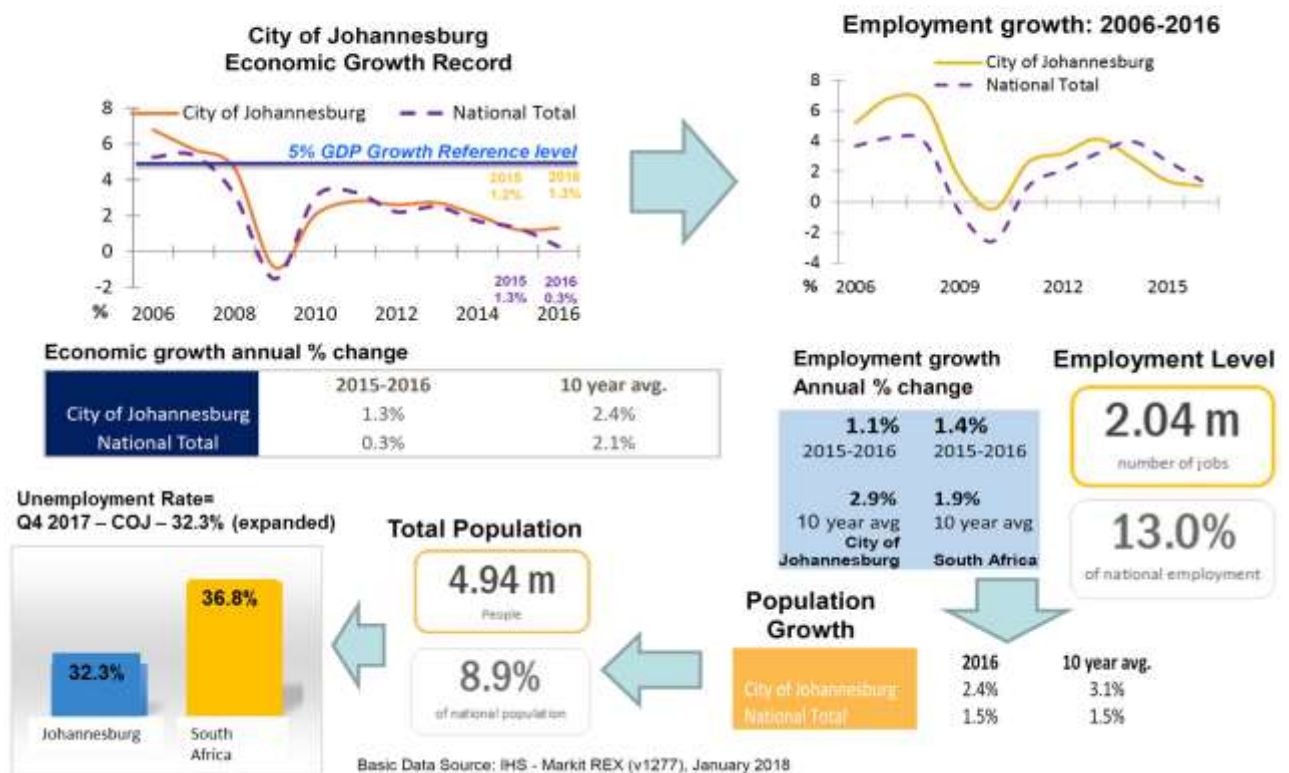 City of Johannesburg
Economic Growth Record
8
6
4
2
0
-2
City of Johannesburg
National Total
5% GDP Growth Reference level
2015
1.2%
2016
1.3%
2015
1.3%
2016
0.3%
% 2006 2008 2010 2012 2014 2016
Employment growth: 2006-2016
City of Johannesburg
National Total
8
6
4
2
0
-2
-4
% 2006 2009 2012 2015
Economic growth annual % change
2015-2016 10 year avg.
City of Johannesburg 1.3% 2.4%
National Total 0.3% 2.1%
Employment growth
Annual % change
1.1% 1.4%
2015-2016 2015-2016
2.9% 1.9%
10 year avg 10 year avg
City of
Johannesburg South Africa
Employment Level
2.04 m
number of jobs
13.0%
of national employment
Unemployment Rate=
Q4 2017 – COJ – 32.3% (expanded)
32.3%
36.8%
Johannesburg
South
Africa
Total Population
4.94 m
People
8.9%
of national population
Population
Growth
2016 10 year avg.
City of Johannesburg 2.4% 3.1%
National Total 1.5% 1.5%
Basic Data Source: IHS - Markit REX (v1277), January 2018